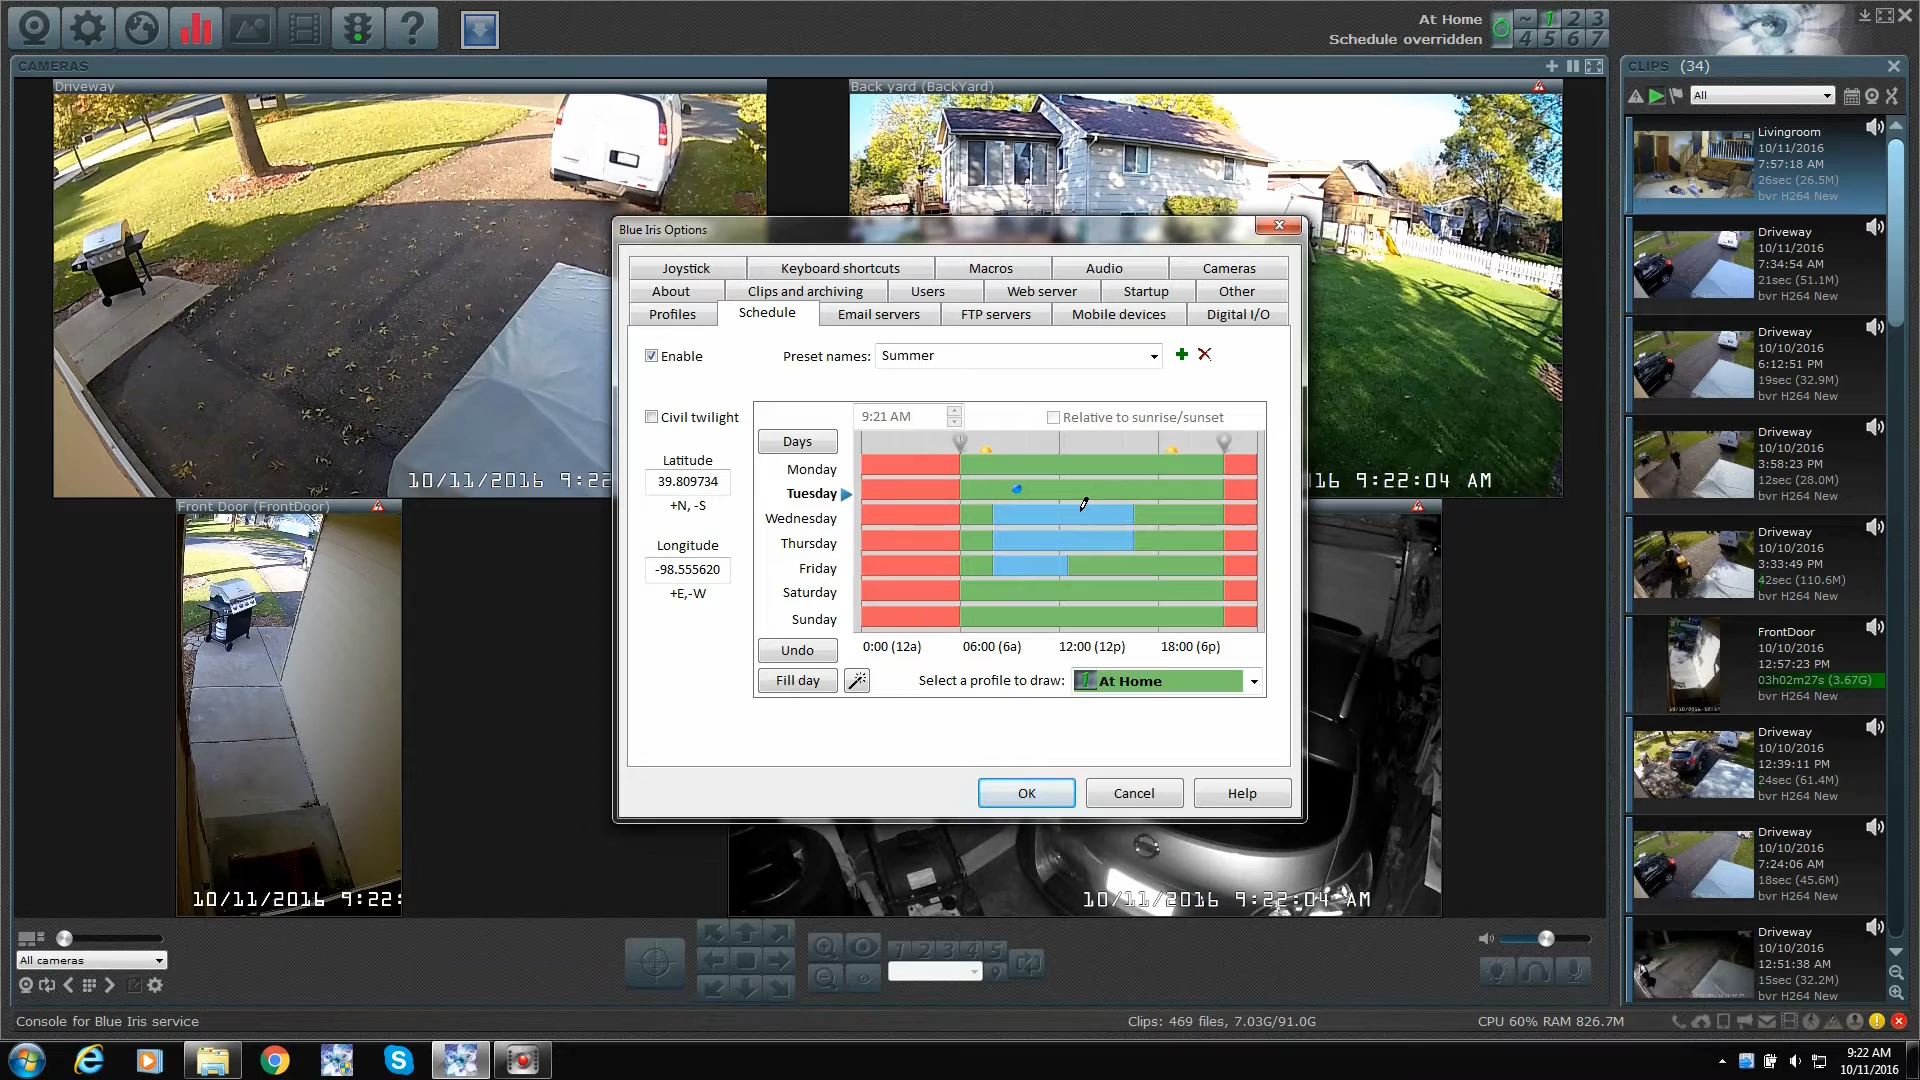 At Home
Schedule overridden
~ 1 2 3
4 5 6 7
CAMERAS
CLIPS (34)
Driveway
Back yard (BackYard)
All
Livingroom
10/11/2016
7:57:18 AM
26sec (26.5M)
bvr H264 New
Driveway
10/11/2016
7:34:54 AM
21sec (51.1M)
bvr H264 New
Driveway
10/10/2016
6:12:51 PM
19sec (32.9M)
bvr H264 New
Driveway
10/10/2016
3:58:23 PM
12sec (28.0M)
bvr H264 New
Driveway
10/10/2016
3:33:49 PM
42sec (110.6M)
bvr H264 New
FrontDoor
10/10/2016
12:57:23 PM
03h02m27s (3.67G)
bvr H264 New
Driveway
10/10/2016
12:39:11 PM
24sec (61.4M)
bvr H264 New
Driveway
10/10/2016
7:24:06 AM
18sec (45.6M)
bvr H264 New
Driveway
10/10/2016
12:51:38 AM
15sec (32.2M)
bvr H264 New
Blue Iris Options
Joystick Keyboard shortcuts Macros Audio Cameras
About Clips and archiving Users Web server Startup Other
Profiles Schedule Email servers FTP servers Mobile devices Digital I/O
Enable
Preset names: Summer
Civil twilight
9:21 AM
Relative to sunrise/sunset
Latitude
39.809734
+N, -S
Longitude
-98.555620
+E,-W
Days
Monday
Tuesday
Wednesday
Thursday
Friday
Saturday
Sunday
0:00 (12a) 06:00 (6a) 12:00 (12p) 18:00 (6p)
Undo
Fill day
Select a profile to draw: 1 At Home
OK Cancel Help
10/11/2016 9:22
16 9:22:04 AM
Front Door (FrontDoor)
10/11/2016 9:22:
10/11/2016 9:22:04 AM
All cameras
1 2 3 4 5
Console for Blue Iris service
Clips: 469 files, 7.03G/91.0G
CPU 60% RAM 826.7M
9:22 AM
10/11/2016